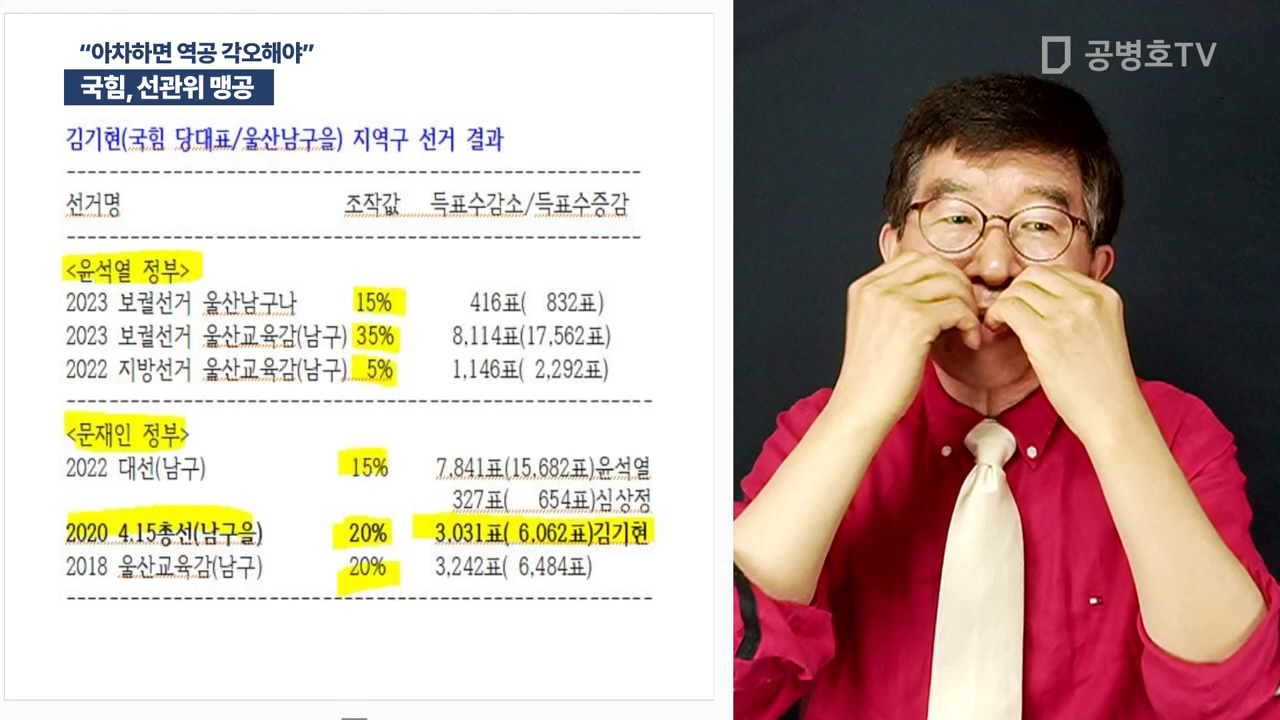 “아차하면 역공 각오해야”
국힘, 선관위 맹공
공병호TV
김기현(국힘 당대표/울산남구을) 지역구 선거 결과
선거명 조작값 득표수감소/득표수증감
<윤석열 정부>
2023 보궐선거 울산남구나 15% 416표( 832표)
2023 보궐선거 울산교육감(남구) 35% 8,114표(17,562표)
2022 지방선거 울산교육감(남구) 5% 1,146표( 2,292표)
<문재인 정부>
2022 대선(남구) 15% 7,841표(15,682표)윤석열
327표( 654표)심상정
2020 4.15총선(남구을) 20% 3,031표( 6,062표)김기현
2018 울산교육감(남구) 20% 3,242표( 6,484표)